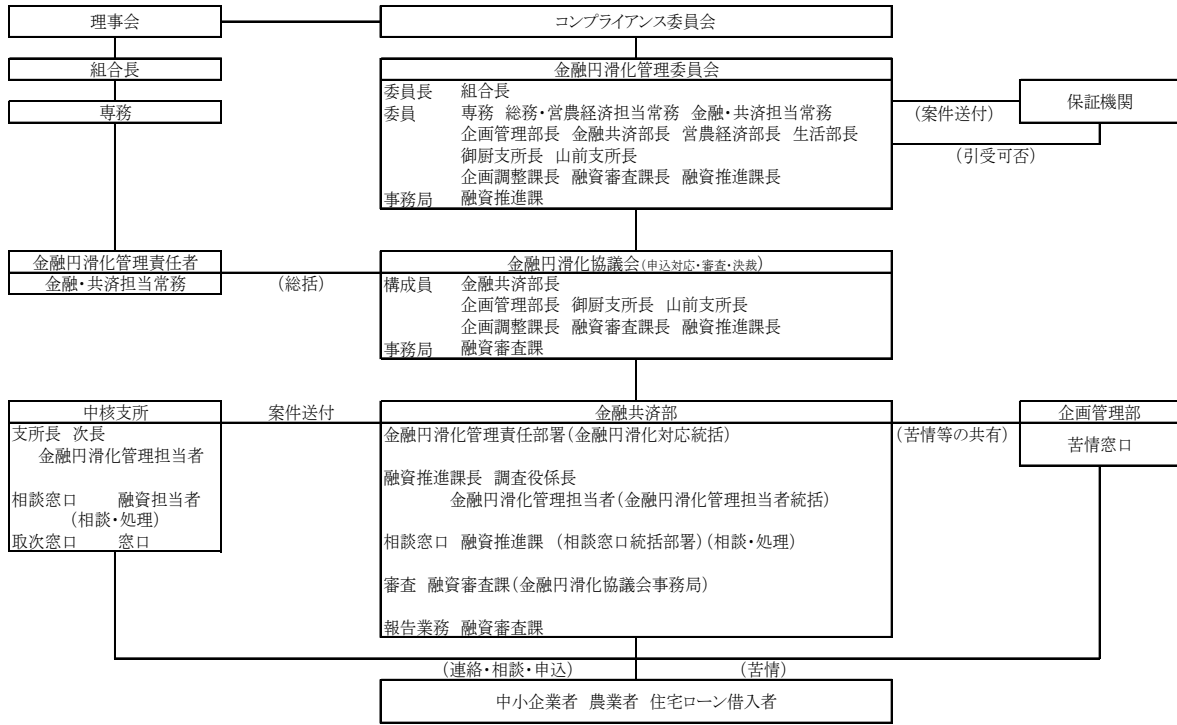 理事会
コンプライアンス委員会
組合長
専務
金融円滑化管理委員会
委員長 組合長
委員 専務 総務・営農経済担当常務 金融・共済担当常務
企画管理部長 金融共済部長 営農経済部長 生活部長
御厨支所長 山前支所長
企画調整課長 融資審査課長 融資推進課長
事務局 融資推進課
(案件送付)
保証機関
(引受可否)
金融円滑化管理責任者
金融・共済担当常務
(総括)
金融円滑化協議会(申込対応・審査・決裁)
構成員 金融共済部長
企画管理部長 御厨支所長 山前支所長
企画調整課長 融資審査課長 融資推進課長
事務局 融資審査課
中核支所
支所長 次長
金融円滑化管理担当者
相談窓口 融資担当者
(相談・処理)
取次窓口 窓口
案件送付
金融共済部
金融円滑化管理責任部署(金融円滑化対応統括)
融資推進課長 調査役係長
金融円滑化管理担当者(金融円滑化管理担当者統括)
相談窓口 融資推進課 (相談窓口統括部署)(相談・処理)
審査 融資審査課(金融円滑化協議会事務局)
報告業務 融資審査課
(苦情等の共有)
企画管理部
苦情窓口
(連絡・相談・申込)
(苦情)
中小企業者 農業者 住宅ローン借入者